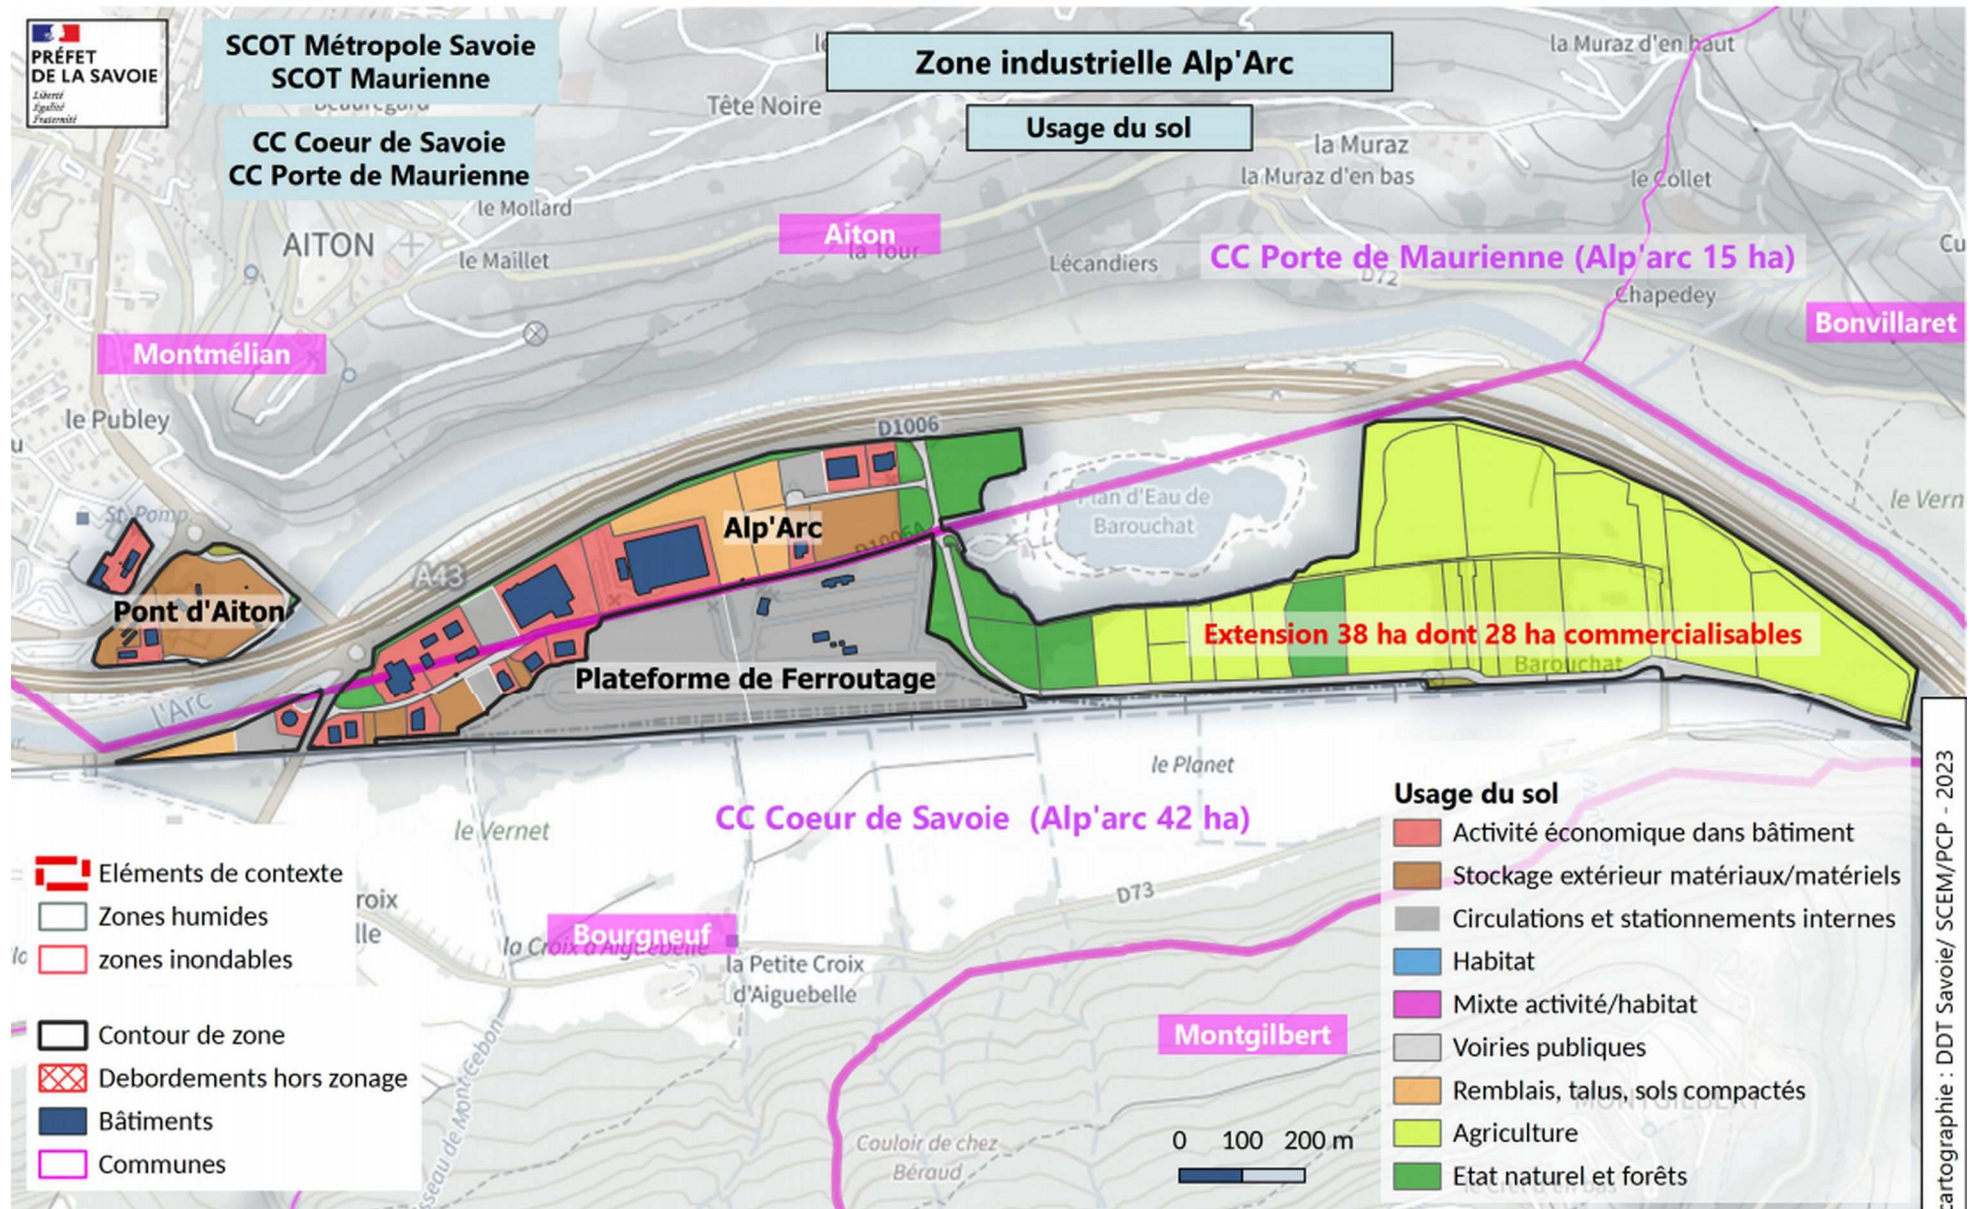 PRÉFET
DE LA SAVOIE
Liberté
Égalité
Fraternité
SCOT Métropole Savoie
SCOT Maurienne
CC Coeur de Savoie
CC Porte de Maurienne
Zone industrielle Alp'Arc
Usage du sol
la Muraz d'en haut
Tête Noire
la Muraz
la Muraz d'en bas
le Collet
le Mollard
AITON
le Maillet
Aiton
la Tour
Lécandiers
CC Porte de Maurienne (Alp'arc 15 ha)
D72
Chapedey
Bonvillaret
Montmélian
le Publey
D1006
Plan d'Eau de
Barouchat
le Vern
St. Pomp.
Alp'Arc
D1006A
A43
Pont d'Aiton
Extension 38 ha dont 28 ha commercialisables
Barouchat
Plateforme de Ferroutage
l'Arc
le Planet
CC Coeur de Savoie (Alp'arc 42 ha)
le Vernet
D73
Bourgneuf
la Croix d'Aiguebelle
la Petite Croix
d'Aiguebelle
Montgilbert
MONTGILBERT
Couloir de chez
Béraud
0 100 200 m
Eléments de contexte
Zones humides
zones inondables
Contour de zone
Debordements hors zonage
Bâtiments
Communes
Usage du sol
Activité économique dans bâtiment
Stockage extérieur matériaux/matériels
Circulations et stationnements internes
Habitat
Mixte activité/habitat
Voiries publiques
Remblais, talus, sols compactés
Agriculture
Etat naturel et forêts
cartographie : DDT Savoie/ SCEM/PCP - 2023